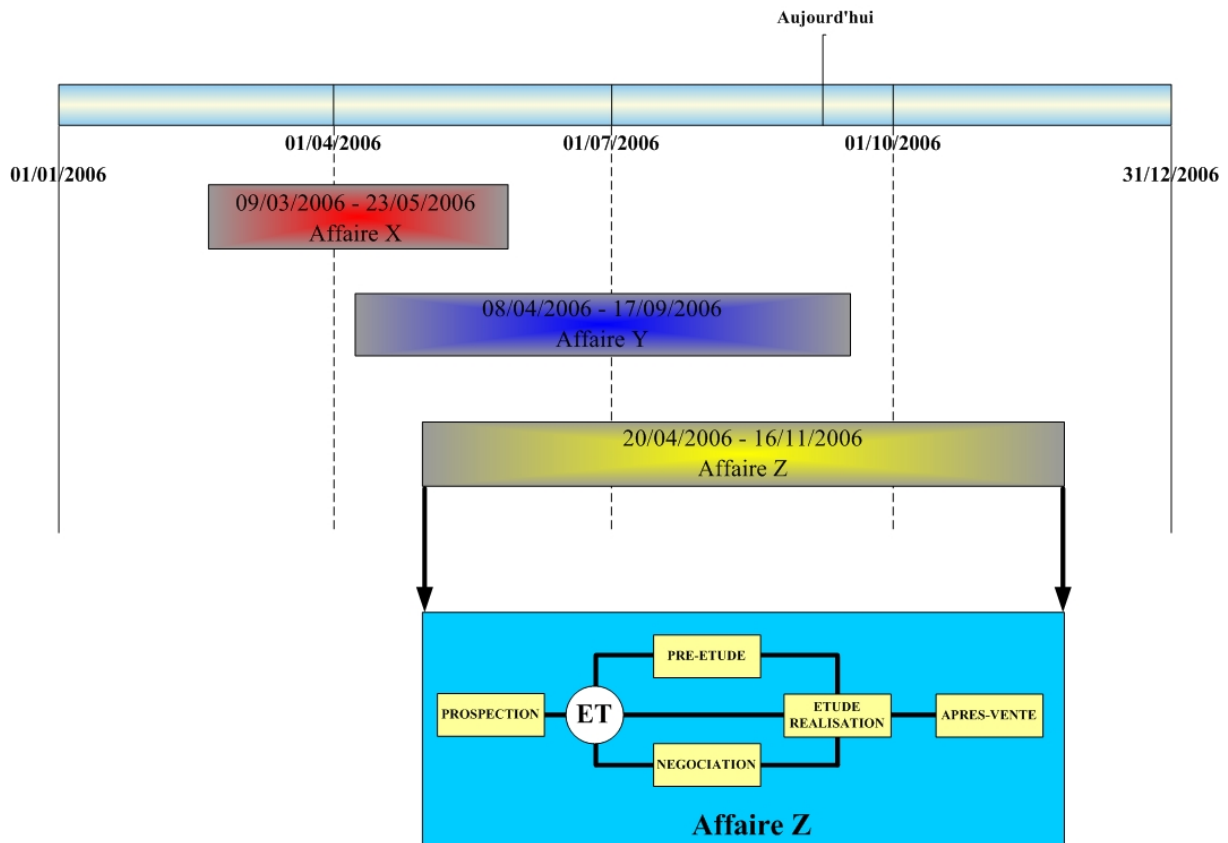 Aujourd'hui
01/04/2006
01/07/2006
01/10/2006
01/01/2006
31/12/2006
09/03/2006 - 23/05/2006
Affaire X
08/04/2006 - 17/09/2006
Affaire Y
20/04/2006 - 16/11/2006
Affaire Z
PRE-ETUDE
PROSPECTION
ET
ETUDE
REALISATION
APRES-VENTE
NEGOCIATION
Affaire Z